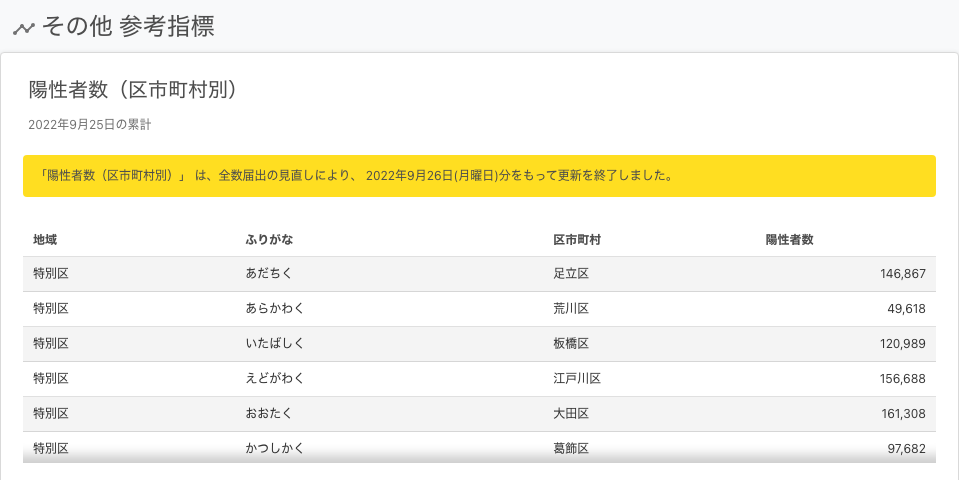 その他 参考指標
陽性者数（区市町村別）
2022年9月25日の累計
「陽性者数（区市町村別）」 は、全数届出の見直しにより、 2022年9月26日(月曜日)分をもって更新を終了しました。
地域 ふりがな 区市町村 陽性者数
特別区 あだちく 足立区 146,867
特別区 あらかわく 荒川区 49,618
特別区 いたばしく 板橋区 120,989
特別区 えどがわく 江戸川区 156,688
特別区 おおたく 大田区 161,308
特別区 かつしかく 葛飾区 97,682